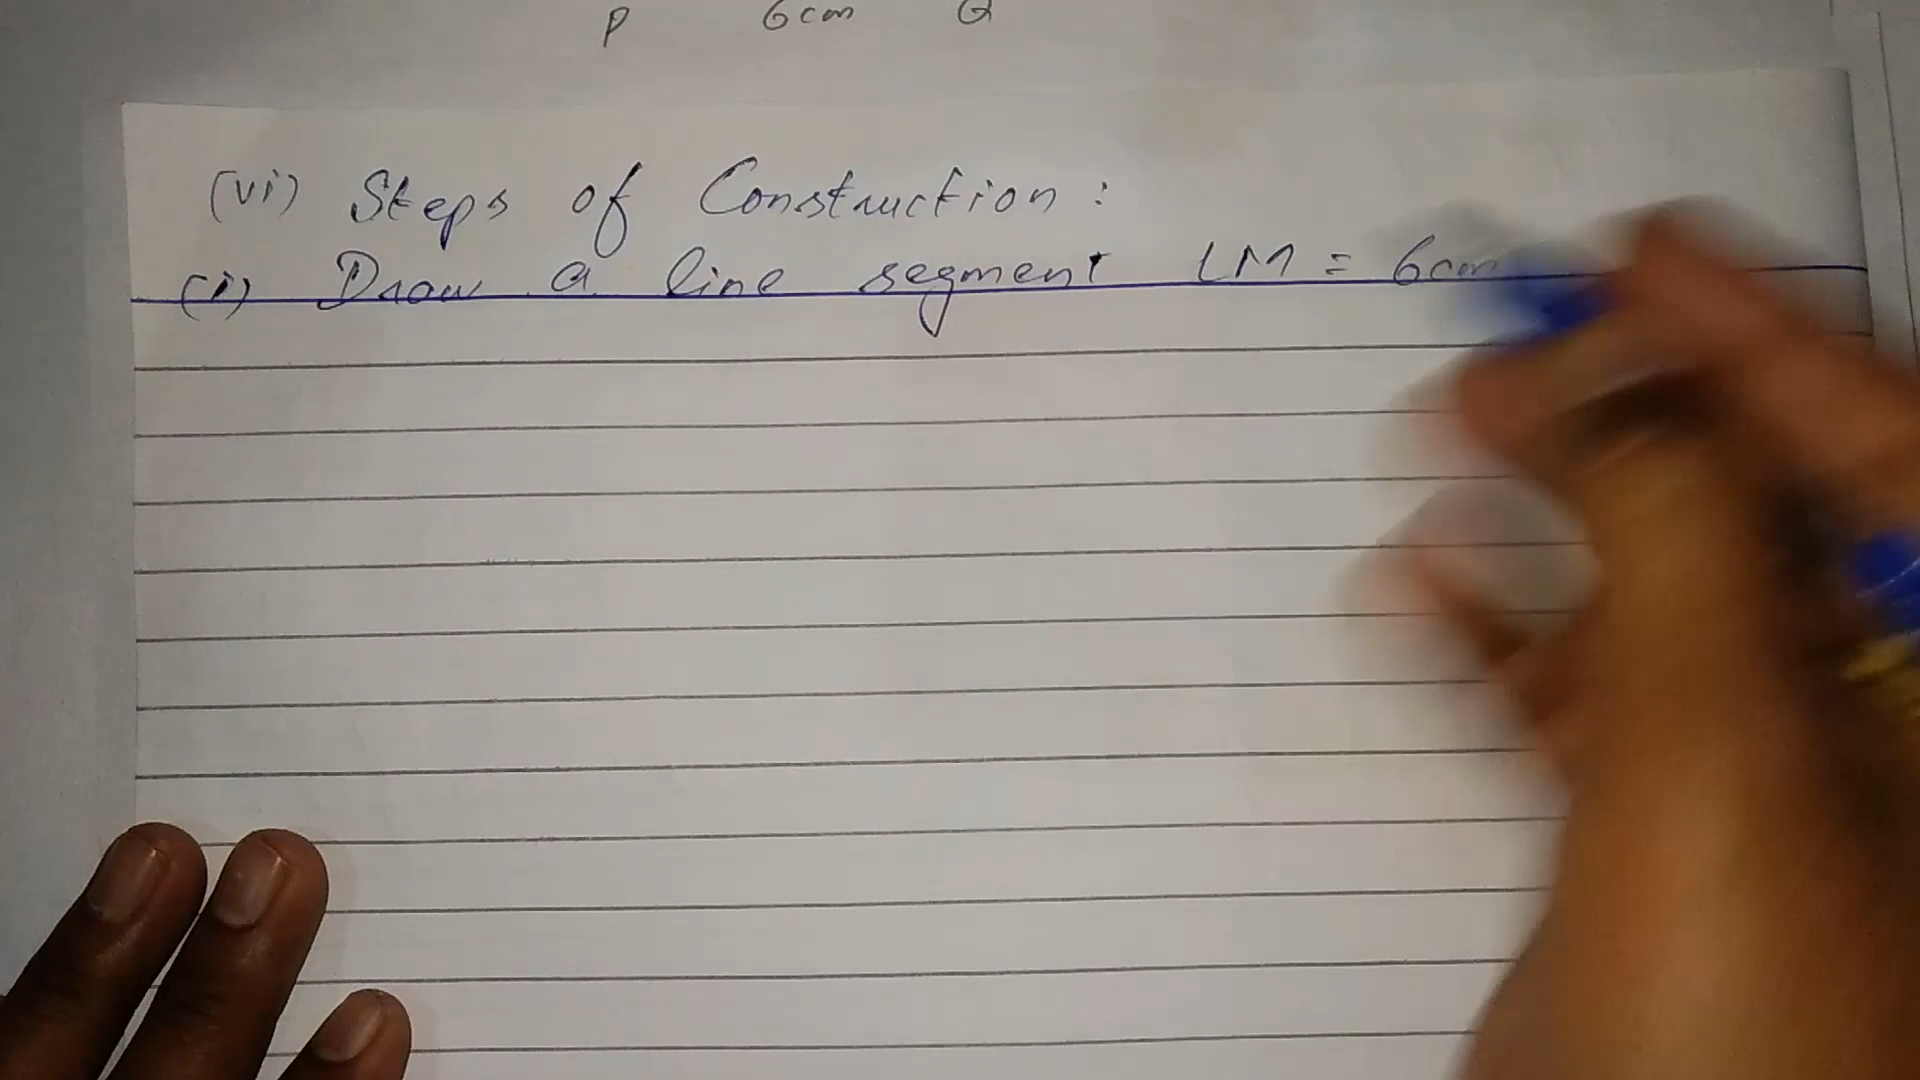 P 6cm Q
(vi) Steps of Construction :
(i) Draw a line segment LM = 6cm